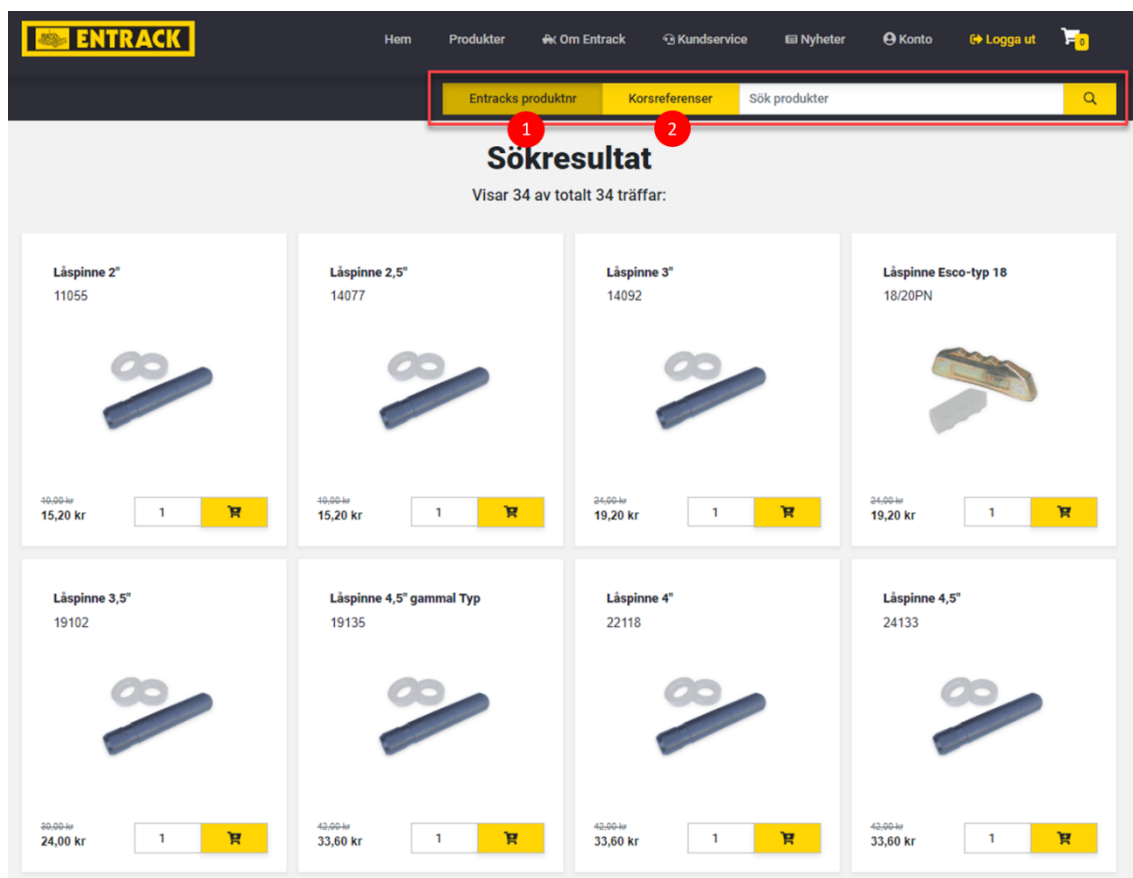 ENTRACK
Hem Produkter Om Entrack Kundservice Nyheter Konto Logga ut 0
Entracks produktnr Korsreferenser Sök produkter
1 2
Sökresultat
Visar 34 av totalt 34 träffar:
Låspinne 2" Låspinne 2,5" Låspinne 3" Låspinne Esco-typ 18
11055 14077 14092 18/20PN
19,00 kr 19,00 kr 24,00 kr 24,00 kr
15,20 kr 1 15,20 kr 1 19,20 kr 1 19,20 kr 1
Låspinne 3,5" Låspinne 4,5" gammal Typ Låspinne 4" Låspinne 4,5"
19102 19135 22118 24133
30,00 kr 42,00 kr 42,00 kr 42,00 kr
24,00 kr 1 33,60 kr 1 33,60 kr 1 33,60 kr 1